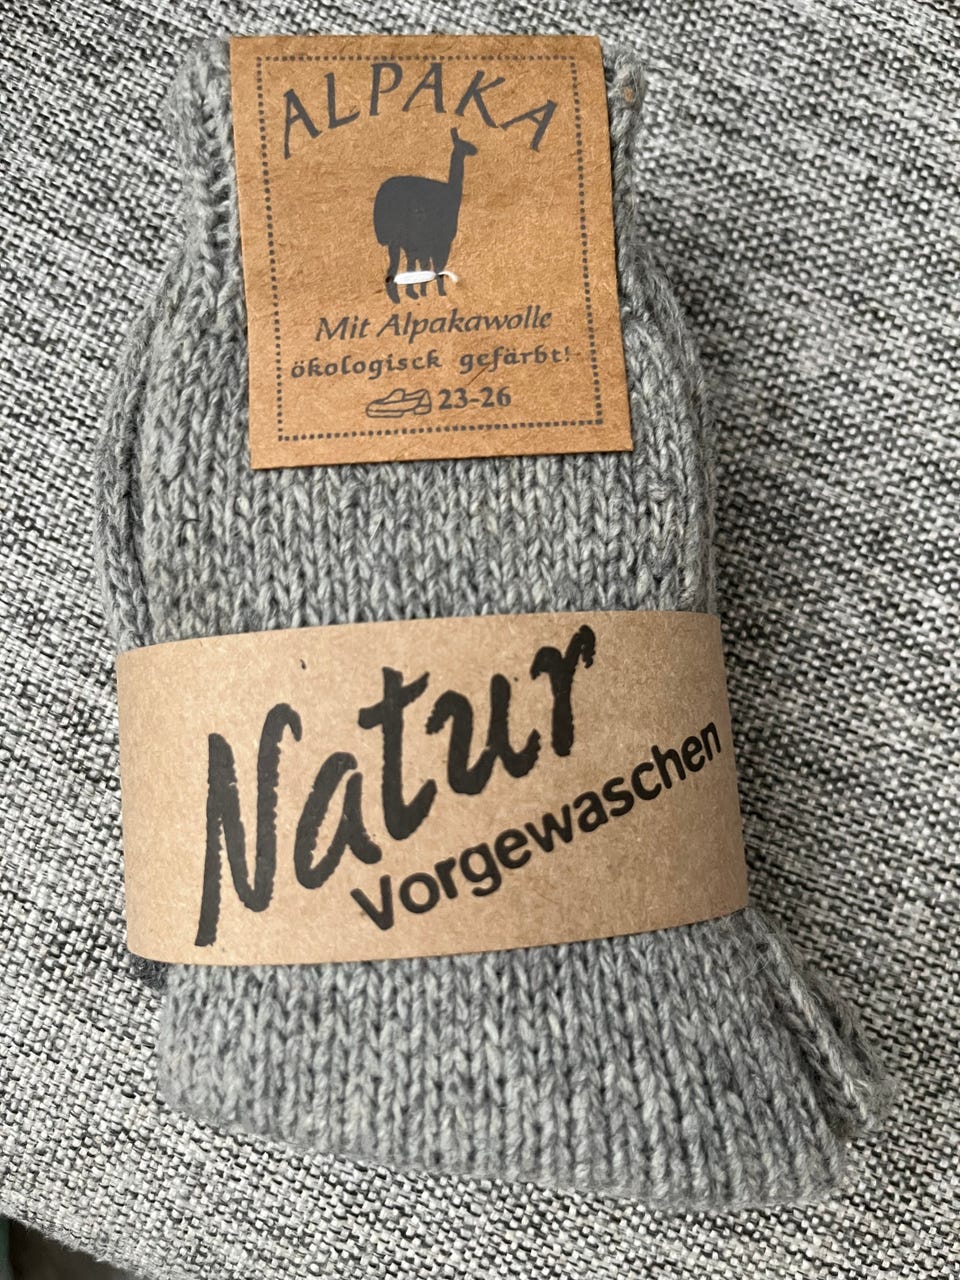 ALPAKA
Mit Alpakawolle
ökologisck gefärbt!
23-26
Natur
vorgewaschen